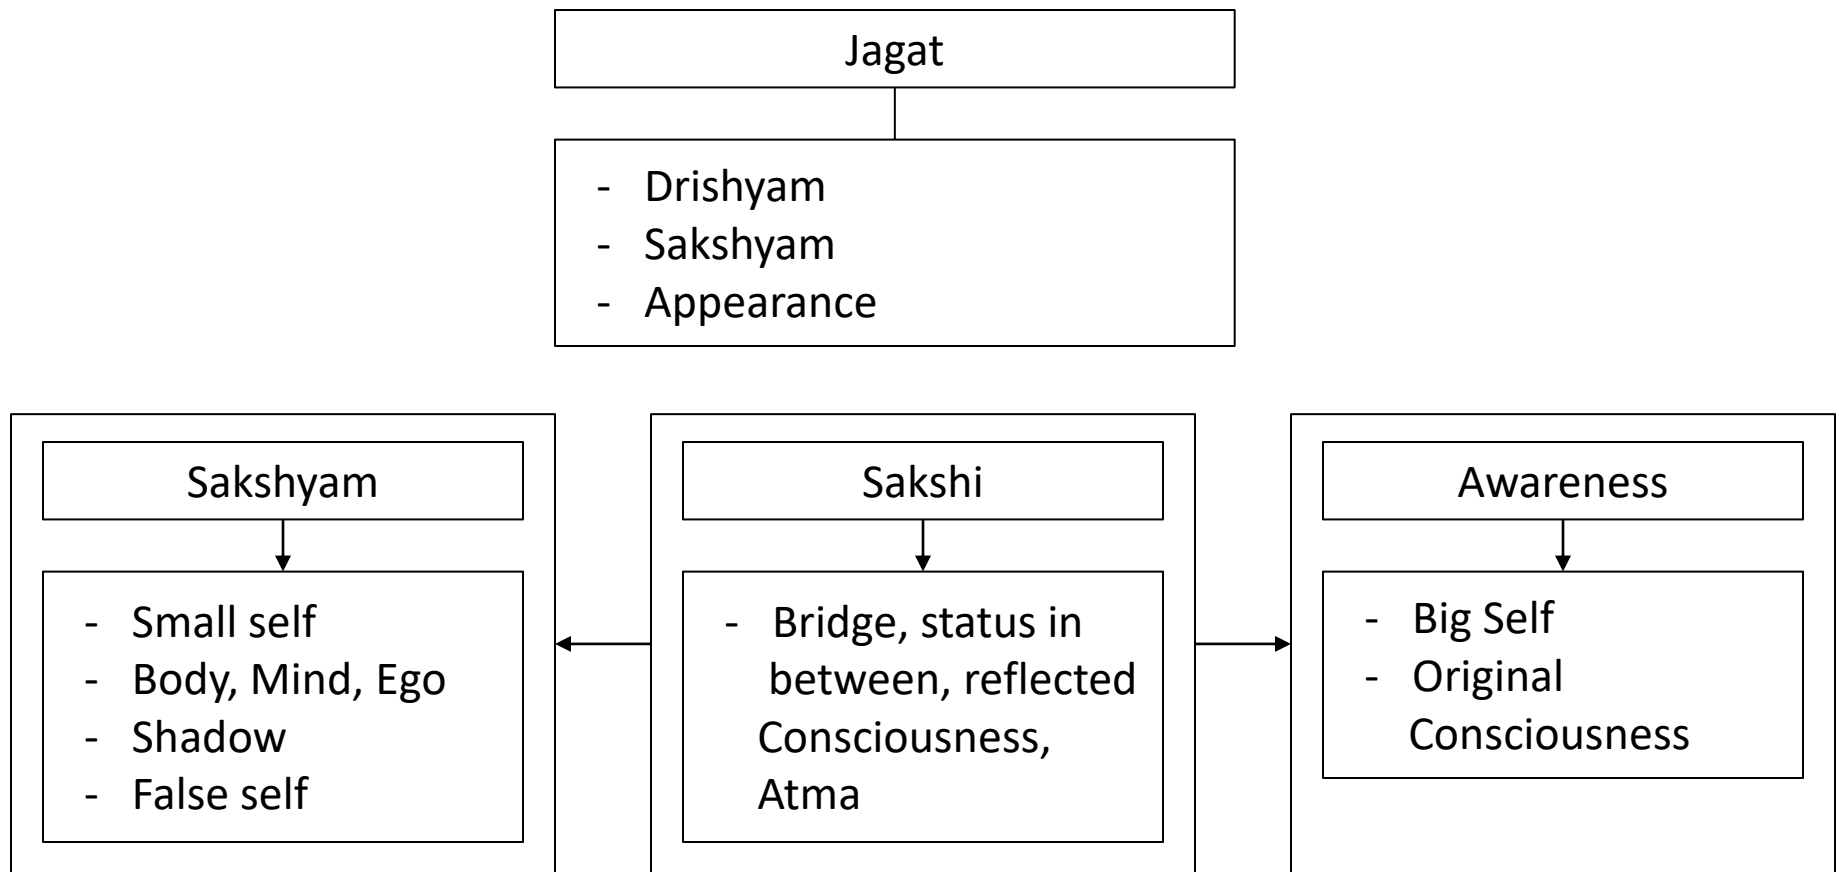 Jagat
- Drishyam
- Sakshyam
- Appearance
Sakshyam
- Small self
- Body, Mind, Ego
- Shadow
- False self
Sakshi
- Bridge, status in
between, reflected
Consciousness,
Atma
Awareness
- Big Self
- Original
Consciousness